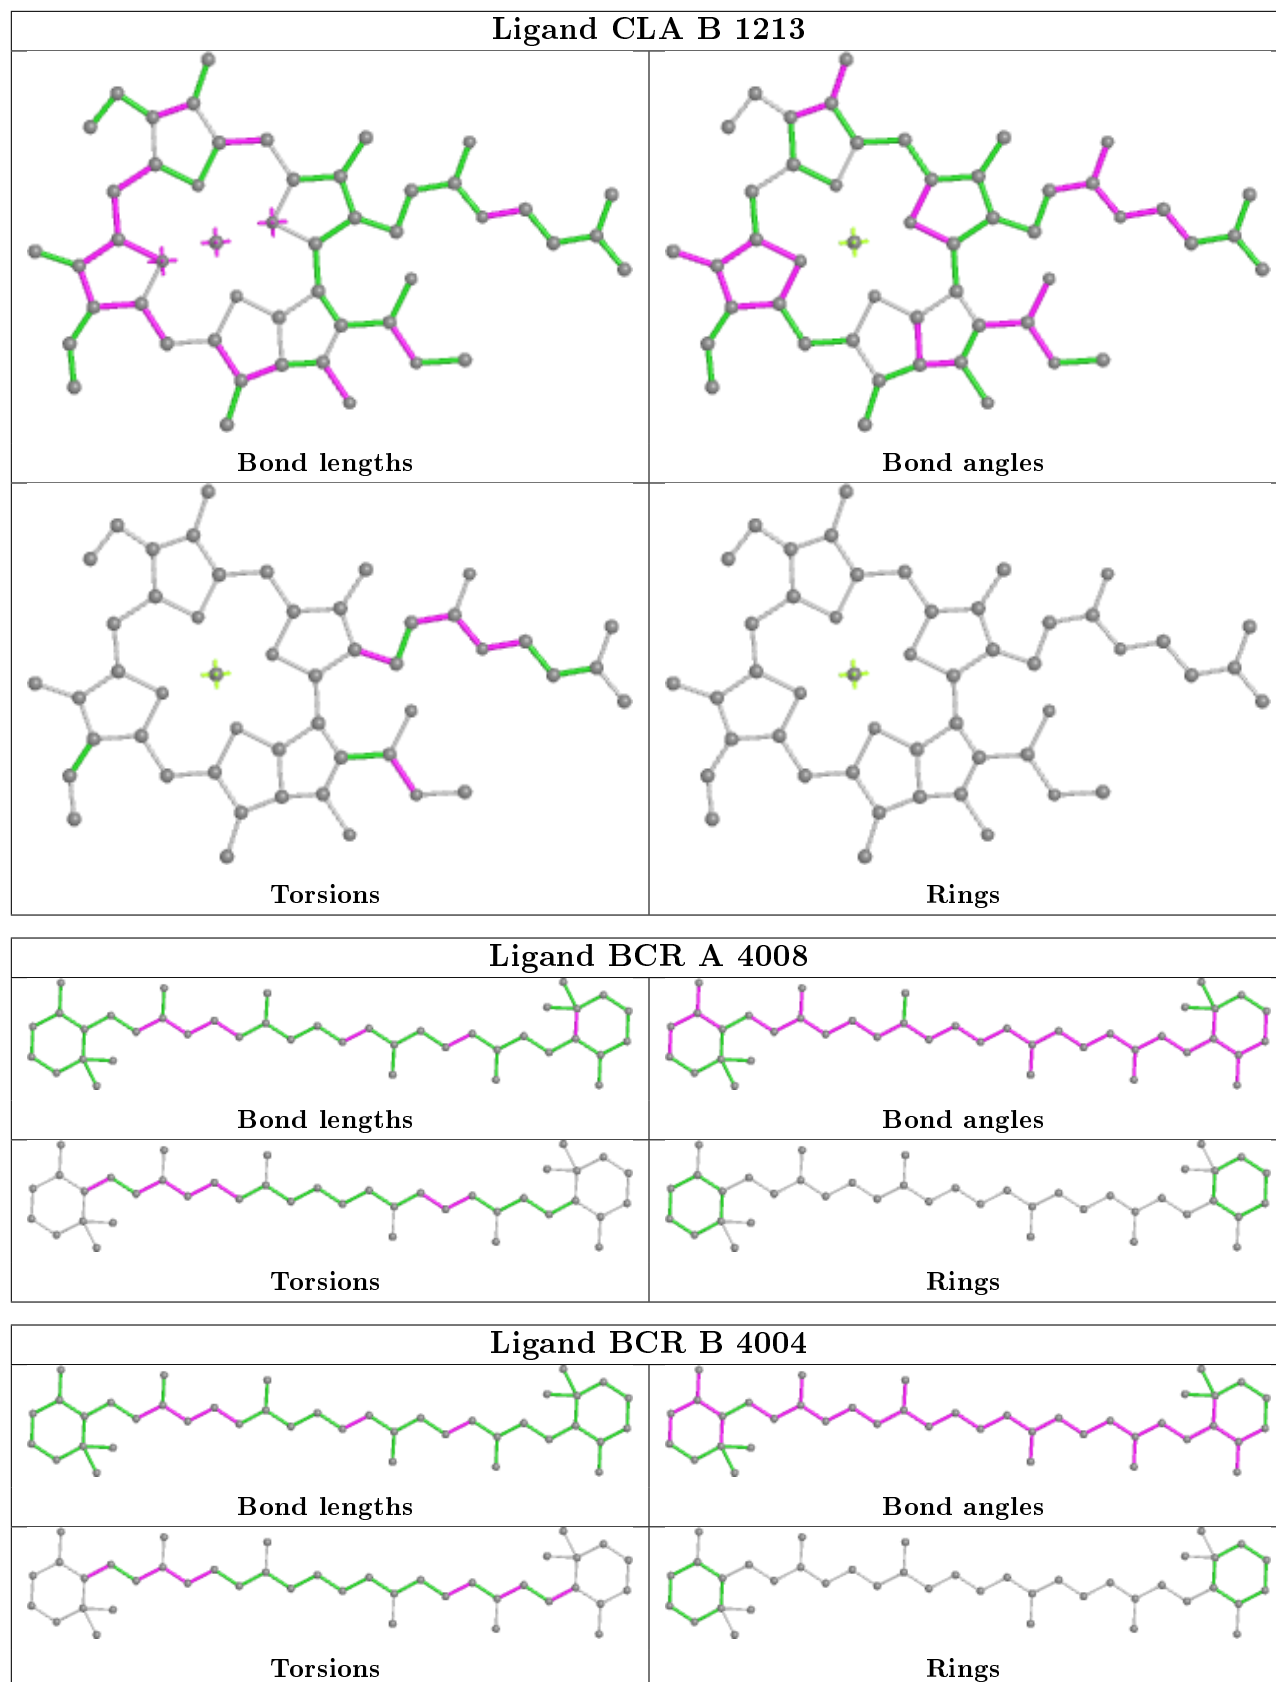 Ligand CLA B 1213
Bond lengths
Bond angles
Torsions
Rings
Ligand BCR A 4008
Bond lengths
Bond angles
Torsions
Rings
Ligand BCR B 4004
Bond lengths
Bond angles
Torsions
Rings